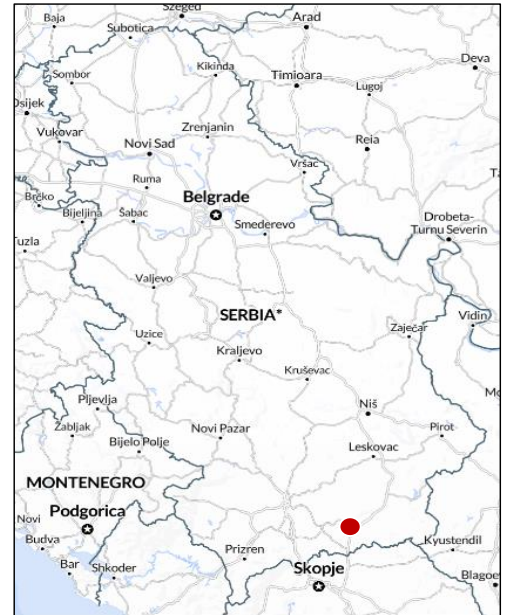 Szeged
Baja
Arad
Subotica
Deva
Sombor
Kikinda
Timioara
Lugoj
Osijek
Vukovar
Zrenjanin
Novi Sad
Reia
Vršac
Ruma
Brčko
Bijeljina
Šabac
Belgrade
Smederevo
Drobeta-
Turnu Severin
Tuzla
Valjevo
SERBIA*
Vidin
Zaječar
Uzice
Kraljevo
Kruševac
Pljevlja
Niš
Žabljak
Bijelo Polje
Novi Pazar
Pirot
Leskovac
MONTENEGRO
Podgorica
Novi
Budva
Prizren
Kyustendil
Bar
Shkoder
Skopje
Blagoe